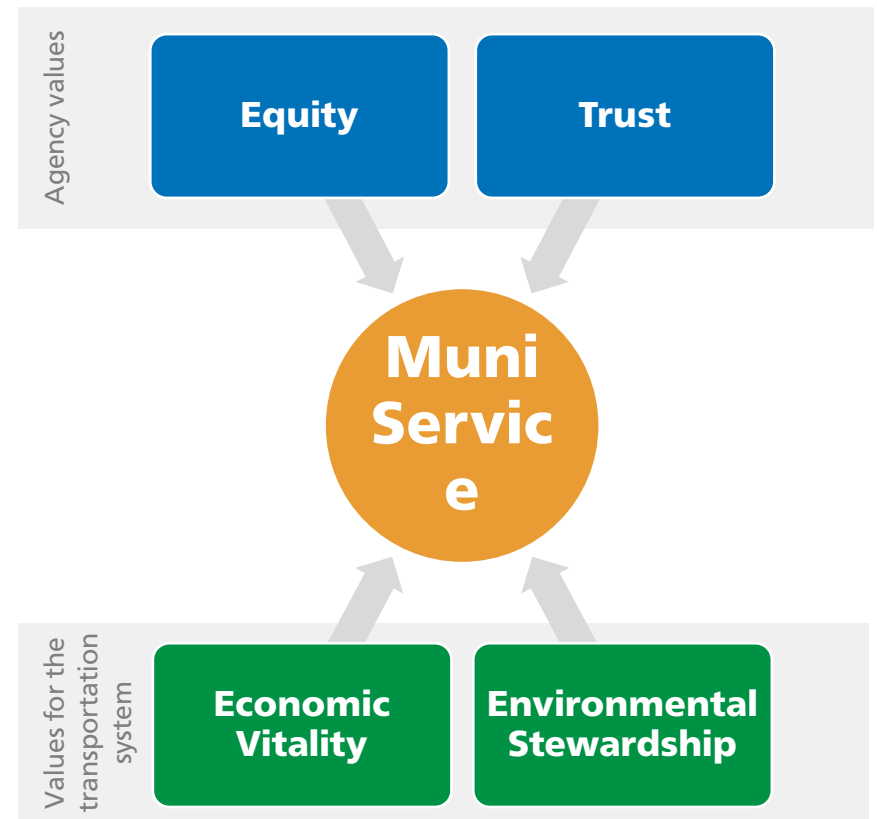 Agency values
Equity
Trust
Muni
Servic
e
Values for the
transportation
system
Economic
Vitality
Environmental
Stewardship